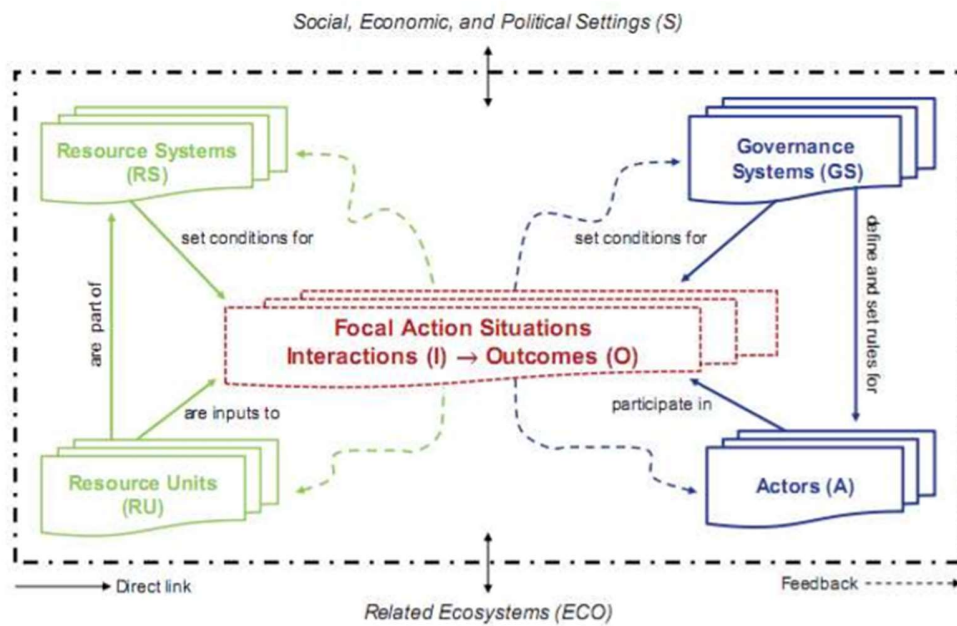 Social, Economic, and Political Settings (S)
Resource Systems
(RS)
Governance
Systems (GS)
set conditions for
set conditions for
are part of
define and set rules for
Focal Action Situations
Interactions (I) → Outcomes (O)
are inputs to
participate in
Resource Units
(RU)
Actors (A)
Direct link
Feedback
Related Ecosystems (ECO)